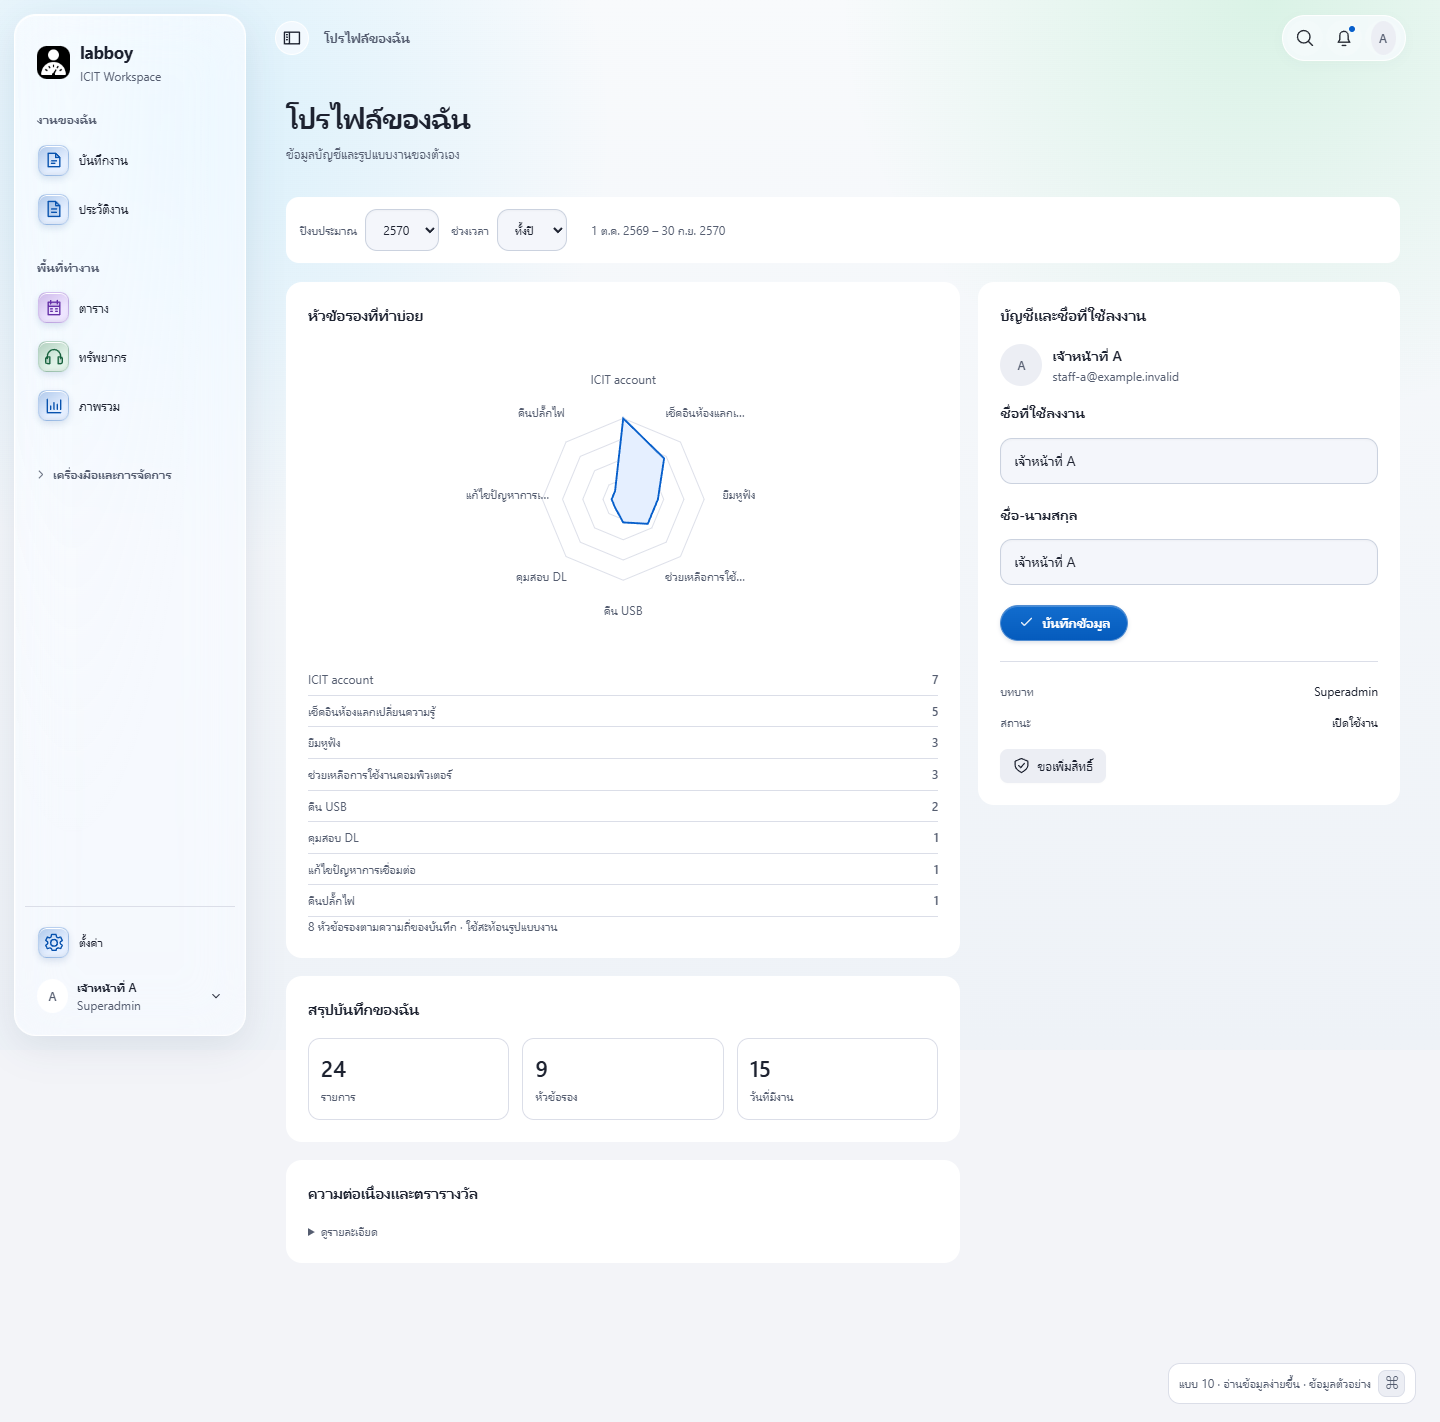 labboy
ICIT Workspace
งานของฉัน
บันทึกงาน
ประวัติงาน
พื้นที่ทำงาน
ตาราง
ทรัพยากร
ภาพรวม
เครื่องมือและการจัดการ
ตั้งค่า
A
เจ้าหน้าที่ A
Superadmin
โปรไฟล์ของฉัน
A
โปรไฟล์ของฉัน
ข้อมูลบัญชีและรูปแบบงานของตัวเอง
ปีงบประมาณ 2570 ช่วงเวลา ทั้งปี 1 ต.ค. 2569 – 30 ก.ย. 2570
หัวข้อรองที่ทำบ่อย
ICIT account
คืนปลั๊กไฟ
เช็คอินห้องแลกเ...
แก้ไขปัญหาการเ...
ยืมหูฟัง
คุมสอบ DL
ช่วยเหลือการใช้...
คืน USB
ICIT account 7
เช็คอินห้องแลกเปลี่ยนความรู้ 5
ยืมหูฟัง 3
ช่วยเหลือการใช้งานคอมพิวเตอร์ 3
คืน USB 2
คุมสอบ DL 1
แก้ไขปัญหาการเชื่อมต่อ 1
คืนปลั๊กไฟ 1
8 หัวข้อรองตามความถี่ของบันทึก · ใช้สะท้อนรูปแบบงาน
สรุปบันทึกของฉัน
24
รายการ
9
หัวข้อรอง
15
วันที่มีงาน
ความต่อเนื่องและตรารางวัล
ดูรายละเอียด
บัญชีและชื่อที่ใช้ลงงาน
A
เจ้าหน้าที่ A
staff-a@example.invalid
ชื่อที่ใช้ลงงาน
เจ้าหน้าที่ A
ชื่อ-นามสกุล
เจ้าหน้าที่ A
บันทึกข้อมูล
บทบาท Superadmin
สถานะ เปิดใช้งาน
ขอเพิ่มสิทธิ์
แบบ 10 · อ่านข้อมูลง่ายขึ้น · ข้อมูลตัวอย่าง ⌘